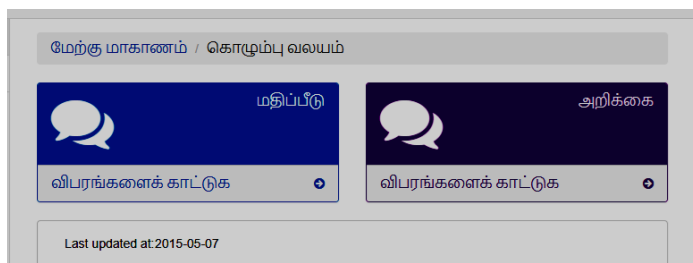 மேற்கு மாகாணம் / கொழும்பு வலயம்
மதிப்பீடு
அறிக்கை
விபரங்களைக் காட்டுக
விபரங்களைக் காட்டுக
Last updated at:2015-05-07